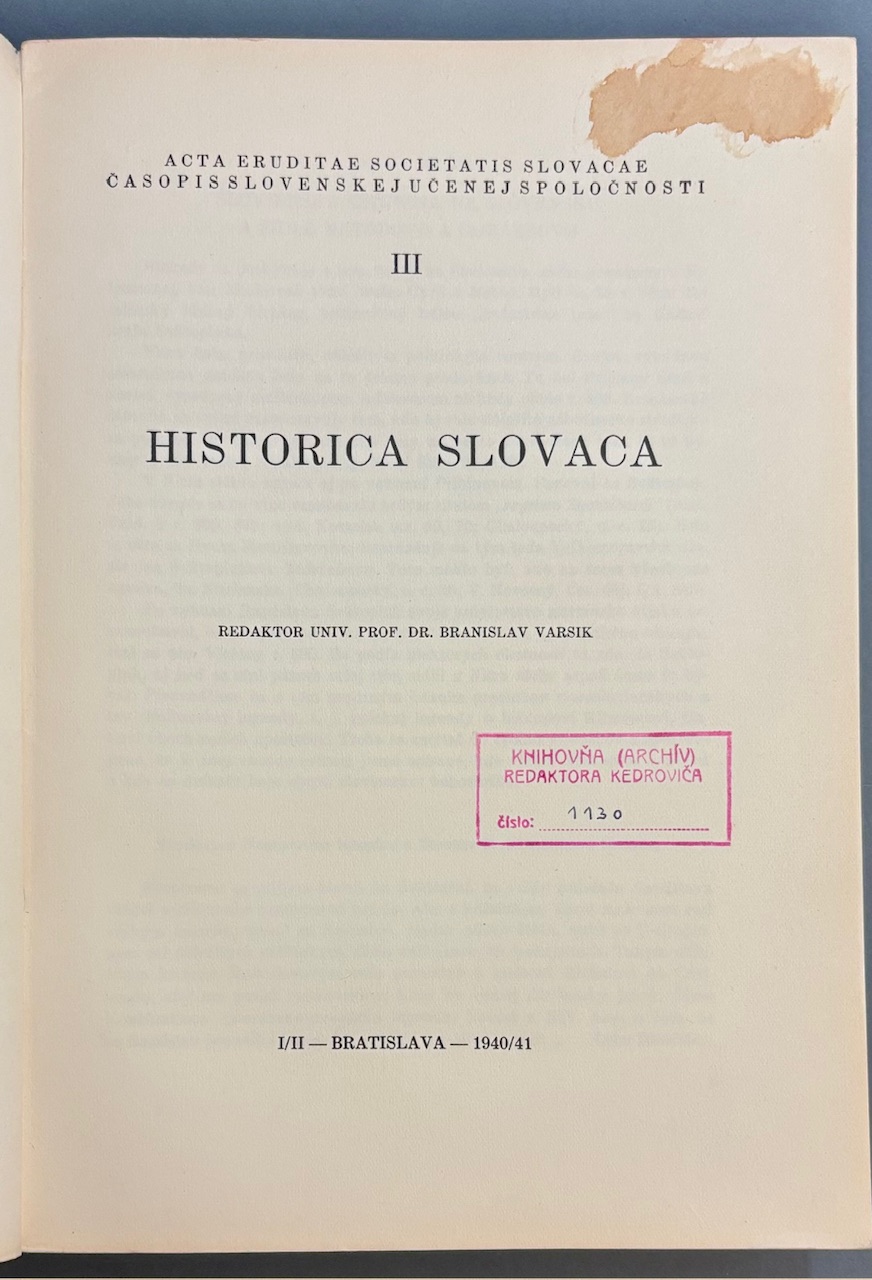 ACTA ERUDITAE SOCIETATIS SLOVACAE
ČASOPIS SLOVENSKEJ UČENEJ SPOLOČNOSTI
III
HISTORICA SLOVACA
REDAKTOR UNIV. PROF. DR. BRANISLAV VARSIK
KNIHOVŇA (ARCHÍV)
REDAKTORA KEDROVIČA
číslo: 1130
I/II — BRATISLAVA — 1940/41